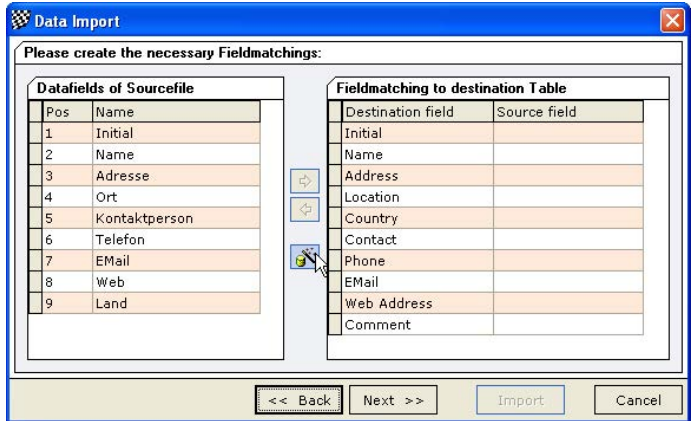 Data Import
Please create the necessary Fieldmatchings:
Datafields of Sourcefile
Pos Name
1 Initial
2 Name
3 Adresse
4 Ort
5 Kontaktperson
6 Telefon
7 EMail
8 Web
9 Land
Fieldmatching to destination Table
Destination field Source field
Initial
Name
Address
Location
Country
Contact
Phone
EMail
Web Address
Comment
<< Back Next >> Import Cancel